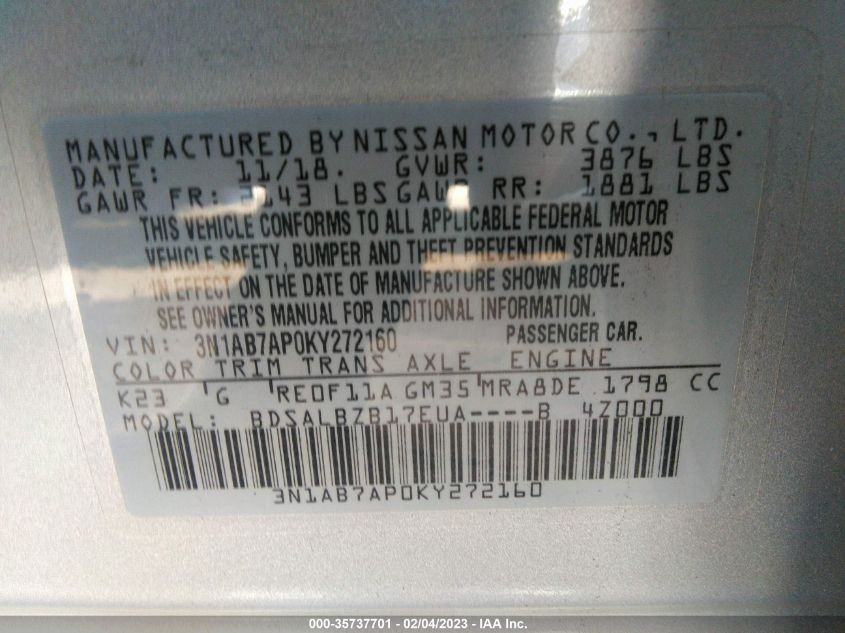 MANUFACTURED BY NISSAN MOTOR CO., LTD.
DATE: 11/18. GVWR: 3876 LBS
GAWR FR: LBS GAWR RR: 1881 LBS
THIS VEHICLE CONFORMS TO ALL APPLICABLE FEDERAL MOTOR
VEHICLE SAFETY, BUMPER AND THEFT PREVENTION STANDARDS
IN EFFECT ON THE DATE OF MANUFACTURE SHOWN ABOVE.
SEE OWNER'S MANUAL FOR ADDITIONAL INFORMATION.
VIN: 3N1AB7AP0KY272160 PASSENGER CAR.
COLOR TRIM TRANS AXLE ENGINE
K23 G RE0F11A GM35 MRA8DE 1798 CC
MODEL: BDSALBZB17EUA----B 4Z000
3N1AB7AP0KY272160
000-35737701 - 02/04/2023 - IAA Inc.